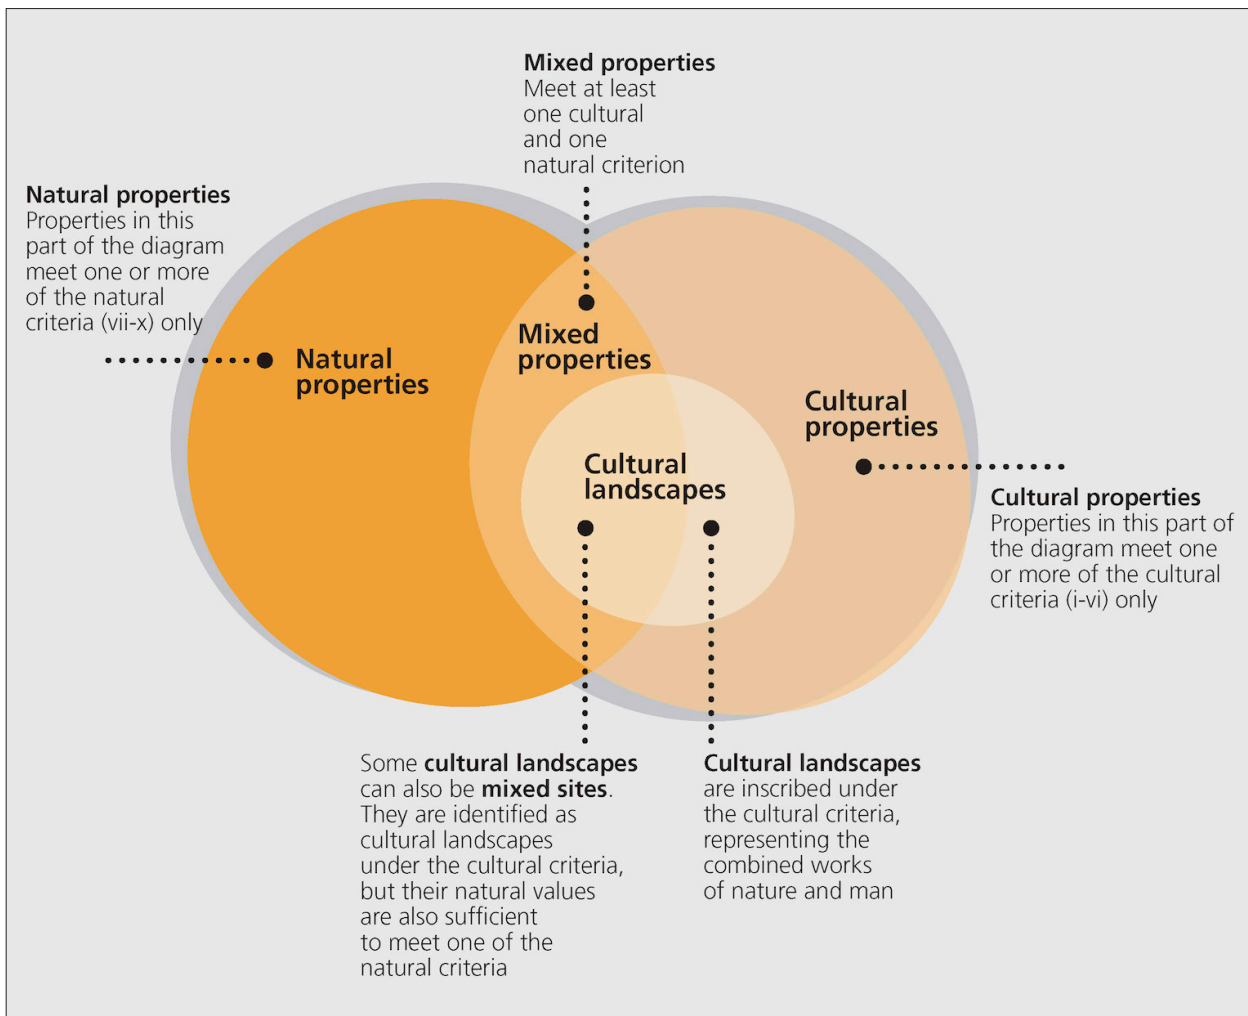 Mixed properties
Meet at least
one cultural
and one
natural criterion
Natural properties
Properties in this
part of the diagram
meet one or more
of the natural
criteria (vii-x) only
Mixed
properties
Natural
properties
Cultural
properties
Cultural
landscapes
Cultural properties
Properties in this part of
the diagram meet one
or more of the cultural
criteria (i-vi) only
Some cultural landscapes
can also be mixed sites.
They are identified as
cultural landscapes
under the cultural criteria,
but their natural values
are also sufficient
to meet one of the
natural criteria
Cultural landscapes
are inscribed under
the cultural criteria,
representing the
combined works
of nature and man